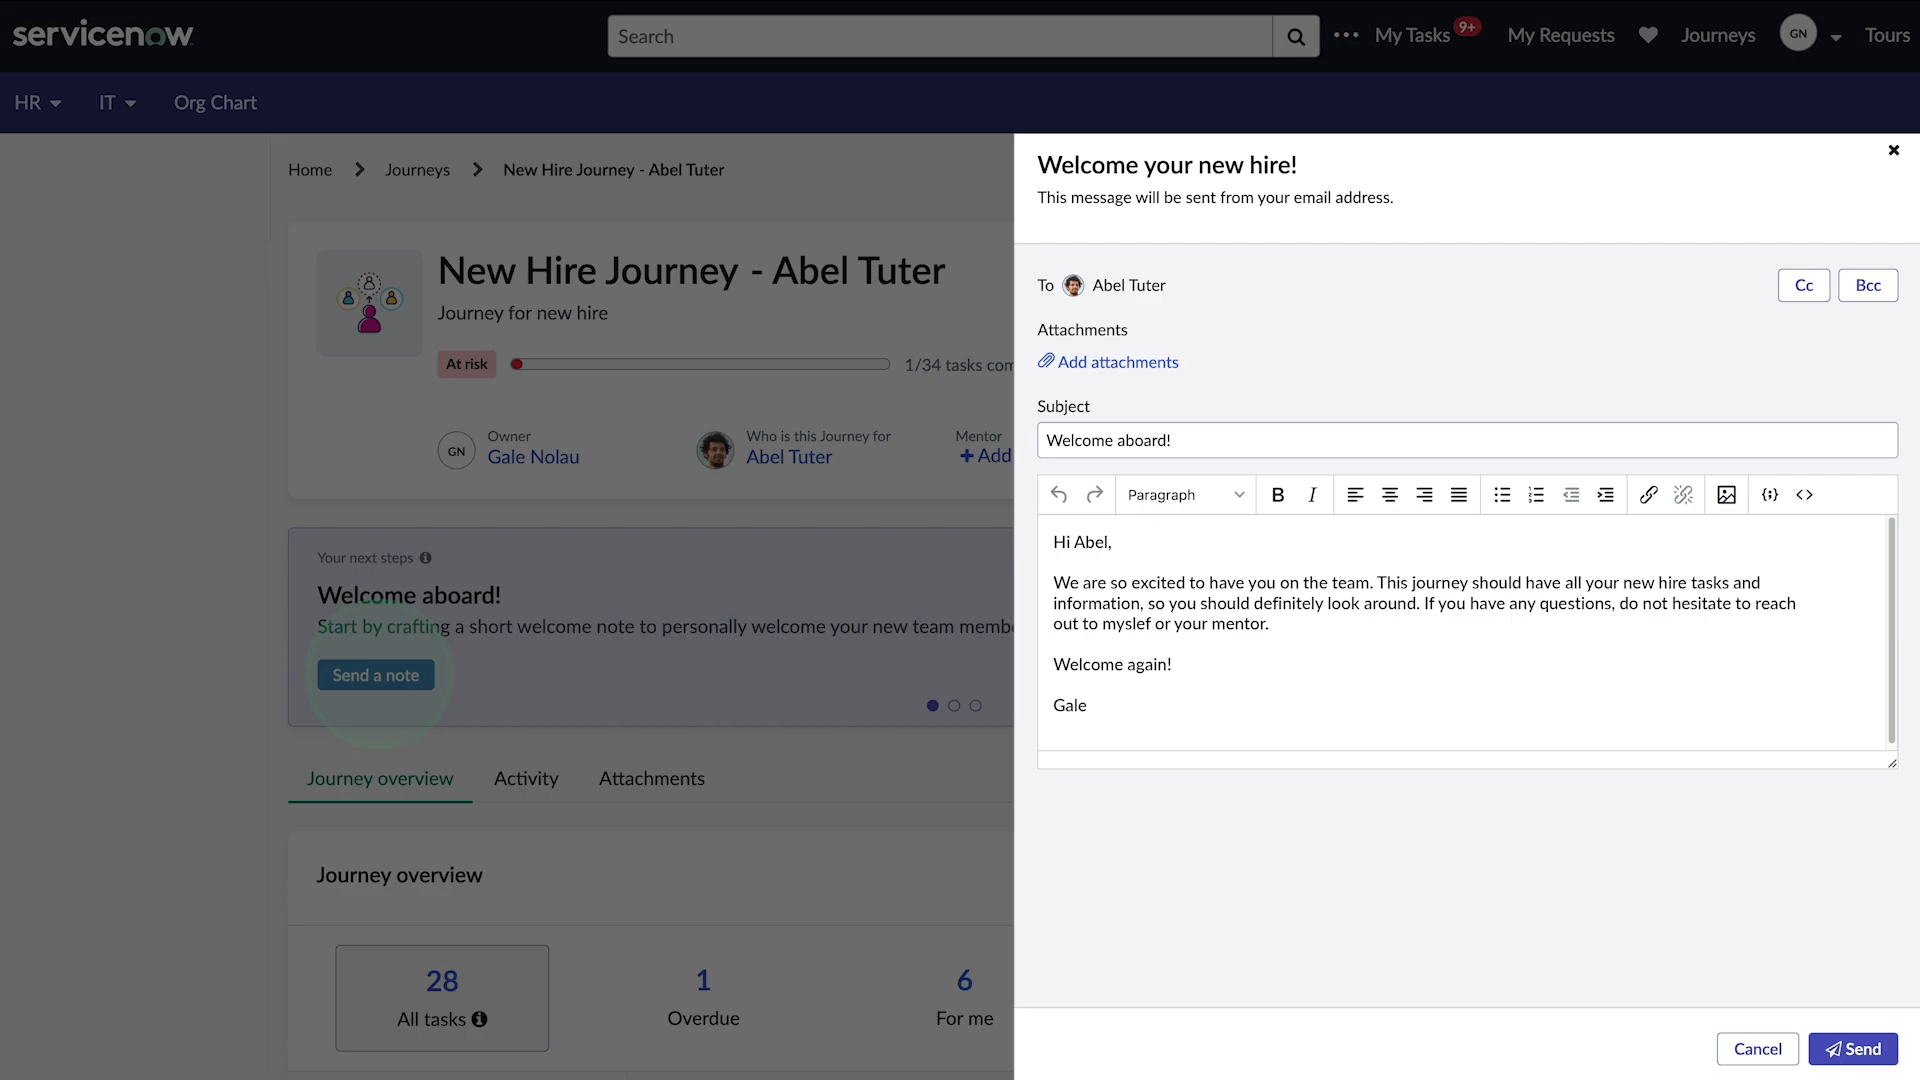 servicenow
Search
My Tasks 9+
My Requests
Journeys
GN
Tours
HR
IT
Org Chart
Home
Journeys
New Hire Journey - Abel Tuter
New Hire Journey - Abel Tuter
Journey for new hire
At risk
1/34 tasks com
GN
Owner
Gale Nolau
Who is this Journey for
Abel Tuter
Mentor
+ Add
Your next steps
Welcome aboard!
Start by crafting a short welcome note to personally welcome your new team membe
Send a note
Journey overview
Activity
Attachments
Journey overview
28
All tasks
1
Overdue
6
For me
Welcome your new hire!
This message will be sent from your email address.
To Abel Tuter
Cc
Bcc
Attachments
Add attachments
Subject
Welcome aboard!
Paragraph
B
I
Hi Abel,
We are so excited to have you on the team. This journey should have all your new hire tasks and
information, so you should definitely look around. If you have any questions, do not hesitate to reach
out to myslef or your mentor.
Welcome again!
Gale
Cancel
Send